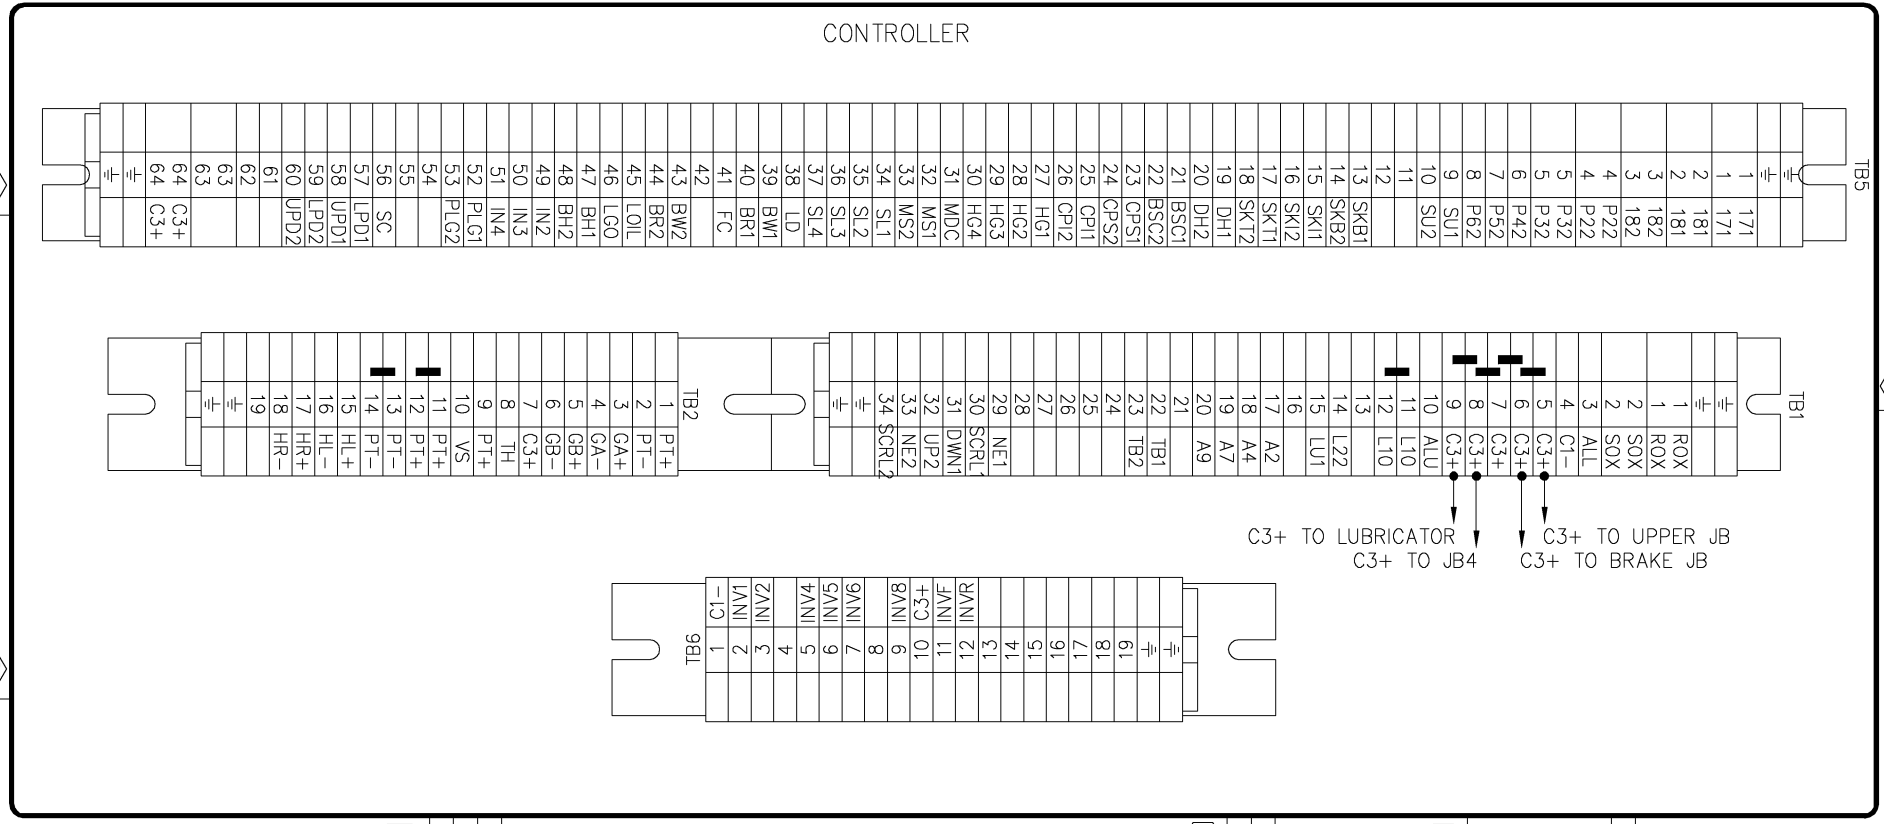 CONTROLLER
TB5
64 64 63 63 62 61 60 59 58 57 56 55 54 53 52 51 50 49 48 47 46 45 44 43 42 41 40 39 38 37 36 35 34 33 32 31 30 29 28 27 26 25 24 23 22 21 20 19 18 17 16 15 14 13 12 11 10 9 8 7 6 5 5 4 4 3 3 2 2 1 1
C3+ C3+ UPD2 LPD2 UPD1 LPD1 SC PLG2 PLG1 IN4 IN3 IN2 BH2 BH1 LGO LOIL BR2 BW2 FC BR1 BW1 LD SL4 SL3 SL2 SL1 MS2 MS1 MDC HG4 HG3 HG2 HG1 CPI2 CPI1 CPS2 CPS1 BSC2 BSC1 DH2 DH1 SKT2 SKT1 SKI2 SKI1 SKB2 SKB1 SU2 SU1 P62 P52 P42 P32 P32 P22 P22 182 182 181 181 171 171
TB2
19 18 17 16 15 14 13 12 11 10 9 8 7 6 5 4 3 2 1
HR- HR+ HL- HL+ PT- PT- PT+ PT+ VS PT+ TH C3+ GB- GB+ GA- GA+ PT- PT+
TB1
34 33 32 31 30 29 28 27 26 25 24 23 22 21 20 19 18 17 16 15 14 13 12 11 10 9 8 7 6 5 4 3 2 2 1 1
SCRL2 NE2 UP2 DWN1 SCRL1 NE1 TB2 TB1 A9 A7 A4 A2 LU1 L22 L10 L10 ALU C3+ C3+ C3+ C3+ C3+ C1- ALL SOX SOX ROX ROX
C3+ TO LUBRICATOR
C3+ TO UPPER JB
C3+ TO JB4
C3+ TO BRAKE JB
C1- INV1 INV2 INV4 INV5 INV6 INV8 C3+ INVF INVR
TB6
1 2 3 4 5 6 7 8 9 10 11 12 13 14 15 16 17 18 19